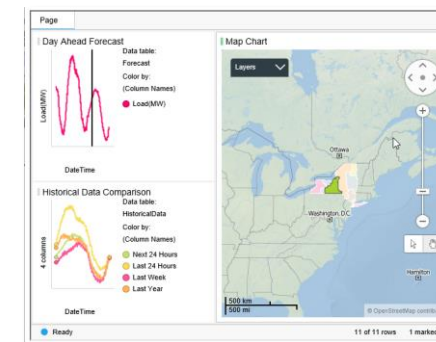 Page
Day Ahead Forecast
Data table:
Forecast
Color by:
(Column Names)
Load(MW)
Load(MW)
DateTime
Historical Data Comparison
Data table:
HistoricalData
Color by:
(Column Names)
Next 24 Hours
Last 24 Hours
Last Week
Last Year
4 columns
DateTime
Map Chart
Layers
Ottawa
Washington, D.C.
Hamilton
500 km
500 mi
© OpenStreetMap contrib
Ready
11 of 11 rows
1 marked